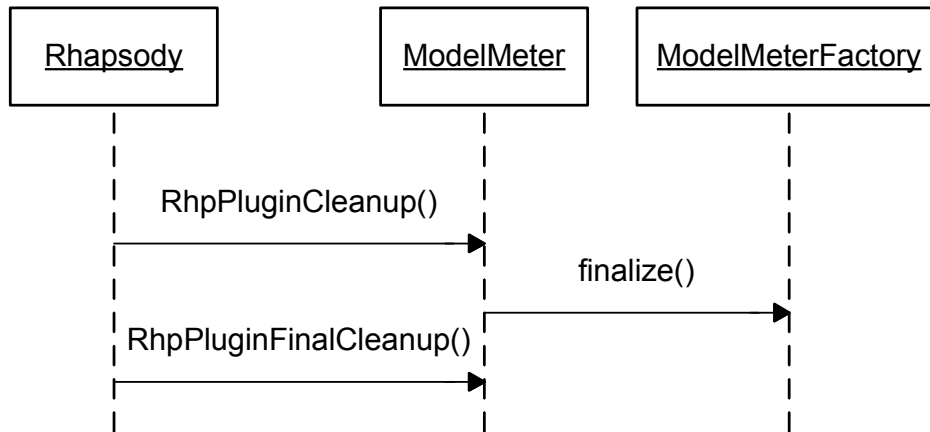 Rhapsody
ModelMeter
ModelMeterFactory
RhpPluginCleanup()
finalize()
RhpPluginFinalCleanup()